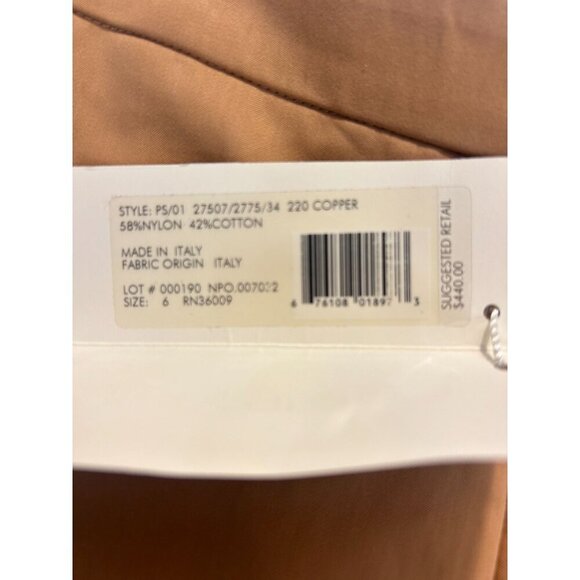 STYLE: PS/01 27507/2775/34 220 COPPER
58%NYLON 42%COTTON
MADE IN ITALY
FABRIC ORIGIN ITALY
LOT # 000190 NPO.007032
SIZE: 6 RN36009
6 76108 01897 3
SUGGESTED RETAIL
$440.00